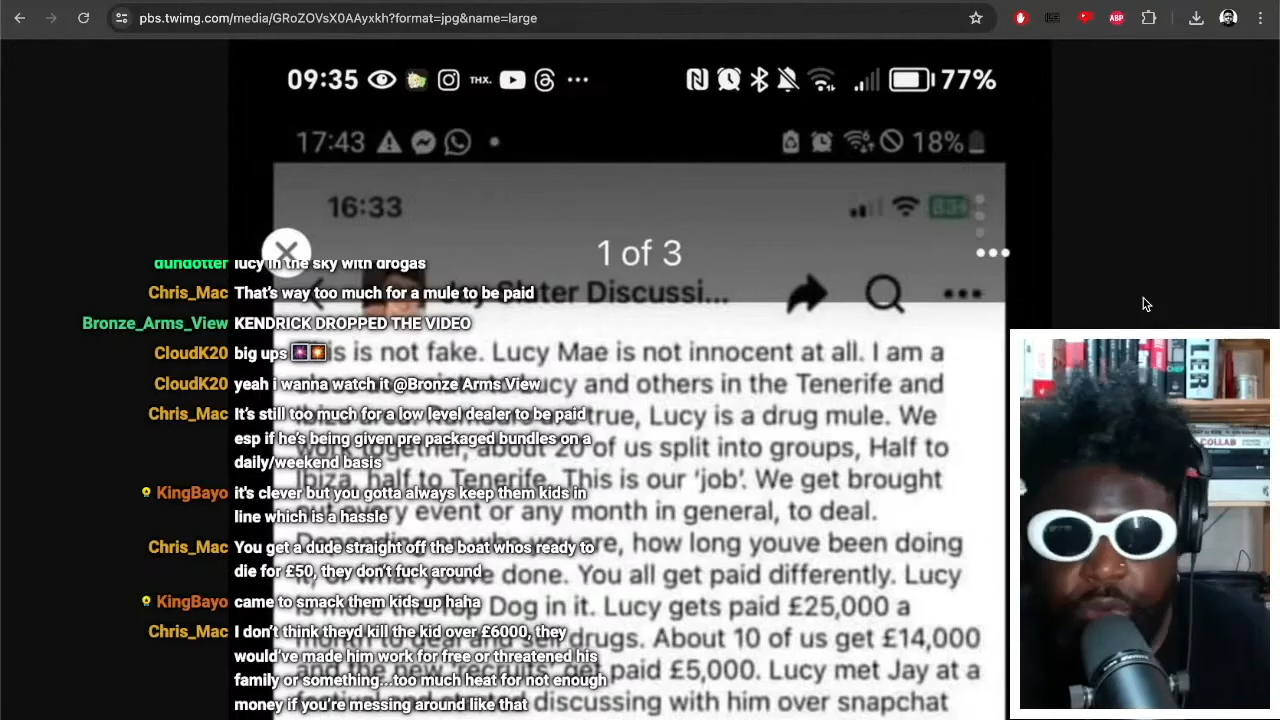 pbs.twimg.com/media/GRoZOVsX0AAyxkh?format=jpg&name=large
ABP
09:35 THX. 77%
17:43 18%
16:33
1 of 3
ter Discussi...
dundotter lucy in the sky with drogas
Chris_Mac That's way too much for a mule to be paid
Bronze_Arms_View KENDRICK DROPPED THE VIDEO
CloudK20 big ups
CloudK20 yeah i wanna watch it @Bronze Arms View
Chris_Mac It's still too much for a low level dealer to be paid
esp if he's being given pre packaged bundles on a
daily/weekend basis
KingBayo it's clever but you gotta always keep them kids in
line which is a hassle
Chris_Mac You get a dude straight off the boat whos ready to
die for £50, they don't fuck around
KingBayo came to smack them kids up haha
Chris_Mac I don't think theyd kill the kid over £6000, they
would've made him work for free or threatened his
family or something...too much heat for not enough
money if you're messing around like that
is is not fake. Lucy Mae is not innocent at all. I am a
Lucy and others in the Tenerife and
true, Lucy is a drug mule. We
of us split into groups, Half to
Ibiza, half to Tenerife. This is our 'job'. We get brought
every event or any month in general, to deal.
how long youve been doing
done. You all get paid differently. Lucy
Dog in it. Lucy gets paid £25,000 a
drugs. About 10 of us get £14,000
paid £5,000. Lucy met Jay at a
discussing with him over snapchat
COLLAB